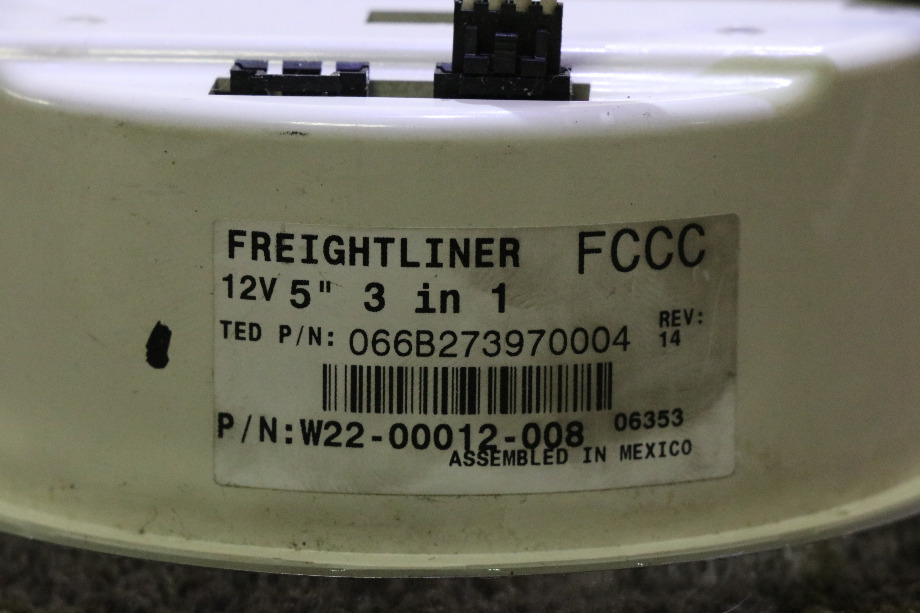 FREIGHTLINER FCCC
12V 5" 3 in 1
TED P/N: 066B273970004 REV: 14
P/N:W22-00012-008 06353
ASSEMBLED IN MEXICO